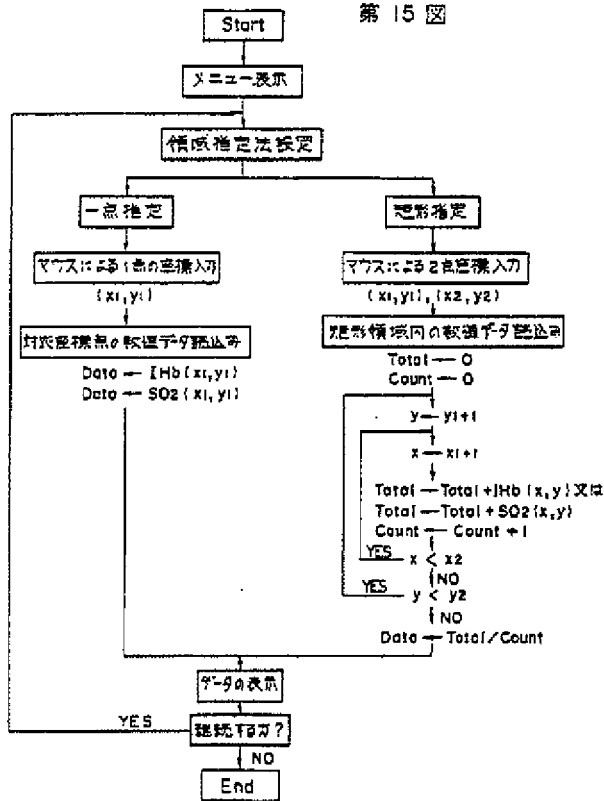 第 15 図
Start
メニュー表示
領域指定法設定
一点指定
マウスによる1点の座標入力
(x1,y1)
対応座標点の数値データ読込み
Data ← IHb(x1,y1)
Data ← SO2(x1,y1)
矩形指定
マウスによる2点座標入力
(x1,y1),(x2,y2)
矩形領域内の数値データ読込み
Total ← 0
Count ← 0
y ← y1+1
x ← x1+1
Total ← Total+IHb(x,y)又は
Total ← Total+SO2(x,y)
Count ← Count+1
YES x < x2
NO
YES y < y2
NO
Data ← Total/Count
データの表示
YES 継続するか?
NO
End